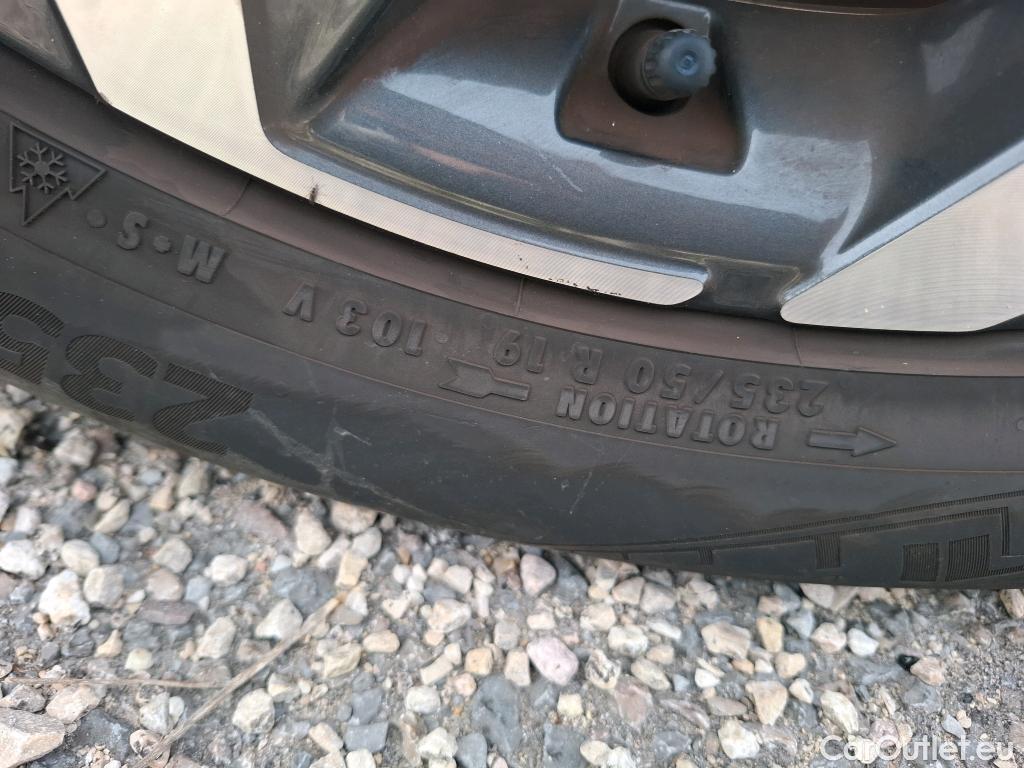 235/50 R 19 · 103 V M·S·
ROTATION
235
CarOutlet.eu